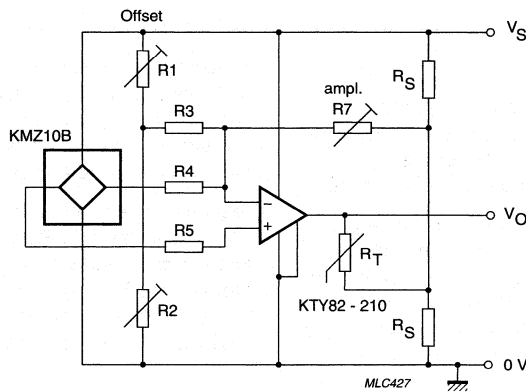 Offset
V_S
R1
R_S
ampl.
R3
R7
KMZ10B
R4
−
+
R5
V_O
R_T
R2
KTY82 - 210
R_S
0 V
MLC427